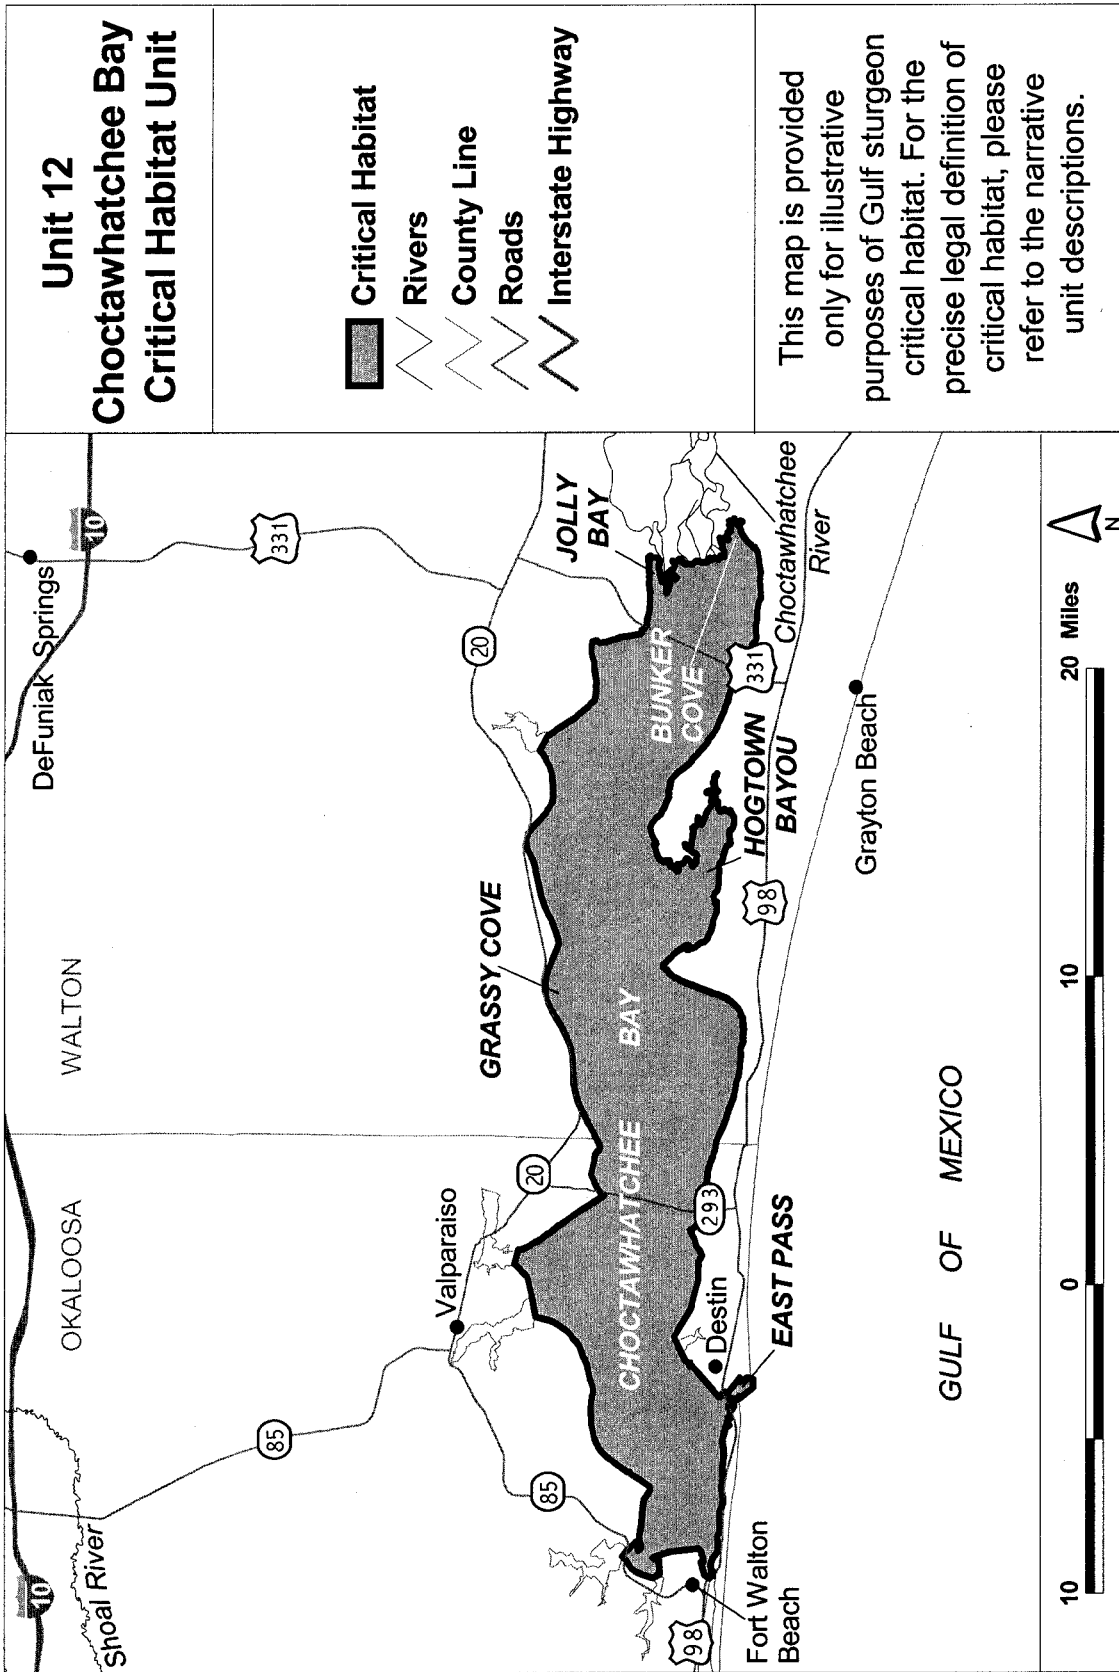 Unit 12
Choctawhatchee Bay
Critical Habitat Unit
Critical Habitat
Rivers
County Line
Roads
Interstate Highway
This map is provided
only for illustrative
purposes of Gulf sturgeon
critical habitat. For the
precise legal definition of
critical habitat, please
refer to the narrative
unit descriptions.
10
Shoal River
OKALOOSA
WALTON
DeFuniak Springs
10
85
331
Valparaiso
85
20
20
GRASSY COVE
JOLLY
BAY
CHOCTAWHATCHEE
BAY
BUNKER
COVE
Fort Walton
Beach
98
Destin
293
EAST PASS
98
HOGTOWN
BAYOU
331
Choctawhatchee
River
Grayton Beach
GULF OF MEXICO
10
0
10
20
Miles
N